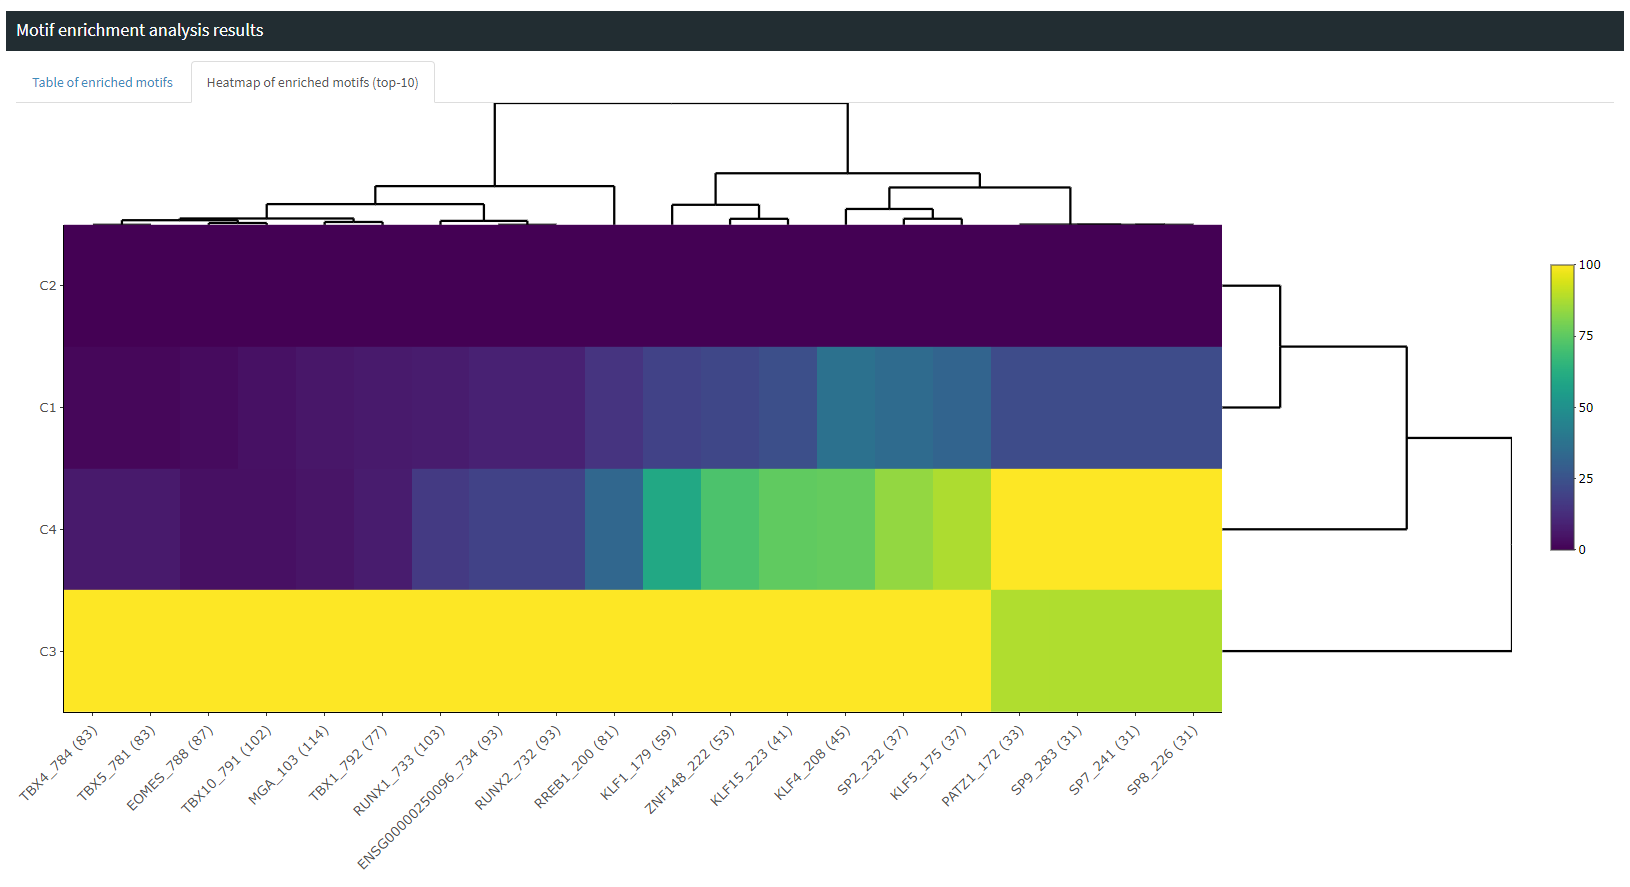 Motif enrichment analysis results
Table of enriched motifs
Heatmap of enriched motifs (top-10)
C2
C1
C4
C3
100
75
50
25
0
TBX4_784 (83)
TBX5_781 (83)
EOMES_788 (87)
TBX10_791 (102)
MGA_103 (114)
TBX1_792 (77)
RUNX1_733 (103)
ENSG00000250096_734 (93)
RUNX2_732 (93)
RREB1_200 (81)
KLF1_179 (59)
ZNF148_222 (53)
KLF15_223 (41)
KLF4_208 (45)
SP2_232 (37)
KLF5_175 (37)
PATZ1_172 (33)
SP9_283 (31)
SP7_241 (31)
SP8_226 (31)